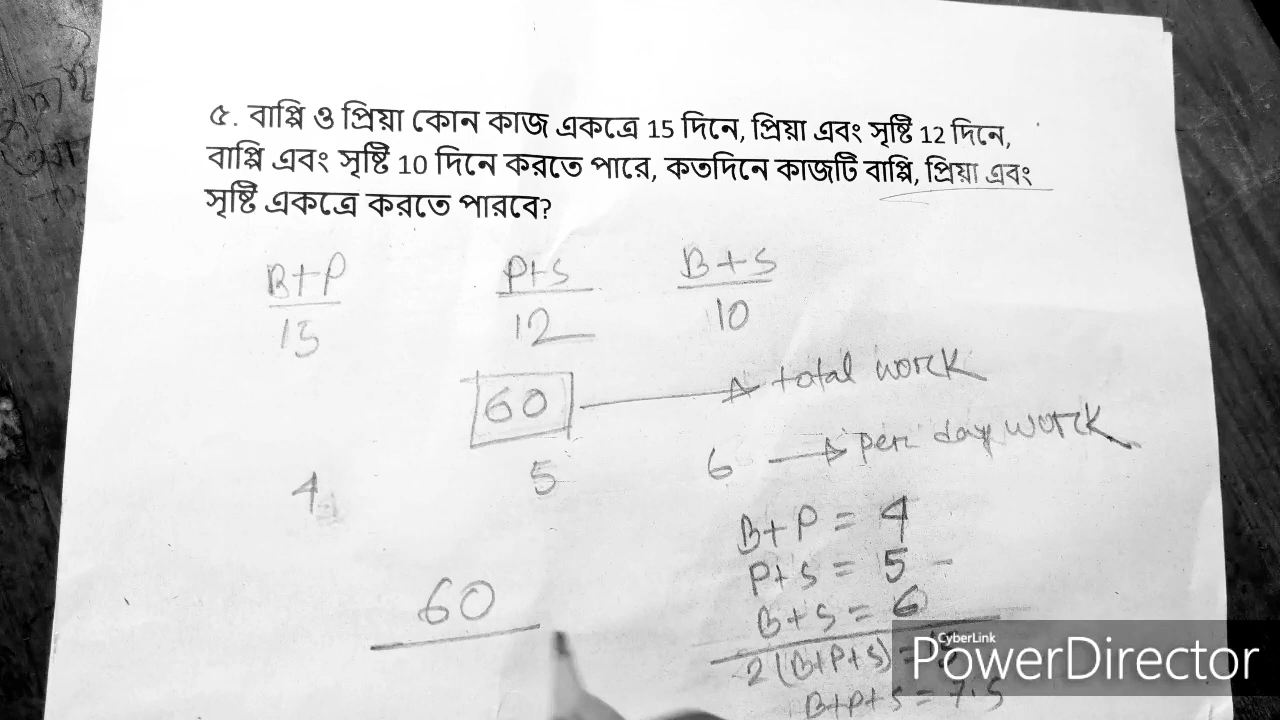 ৫. বাপ্পি ও প্রিয়া কোন কাজ একত্রে 15 দিনে, প্রিয়া এবং সৃষ্টি 12 দিনে,
বাপ্পি এবং সৃষ্টি 10 দিনে করতে পারে, কতদিনে কাজটি বাপ্পি, প্রিয়া এবং
সৃষ্টি একত্রে করতে পারবে?
B+P P+S B+S
15 12 10
60 → total work
4 5 6 → per day work
B+P = 4
P+S = 5
B+S = 6
60
2(B+P+S) = 15
B+P+S = 7.5
CyberLink
PowerDirector